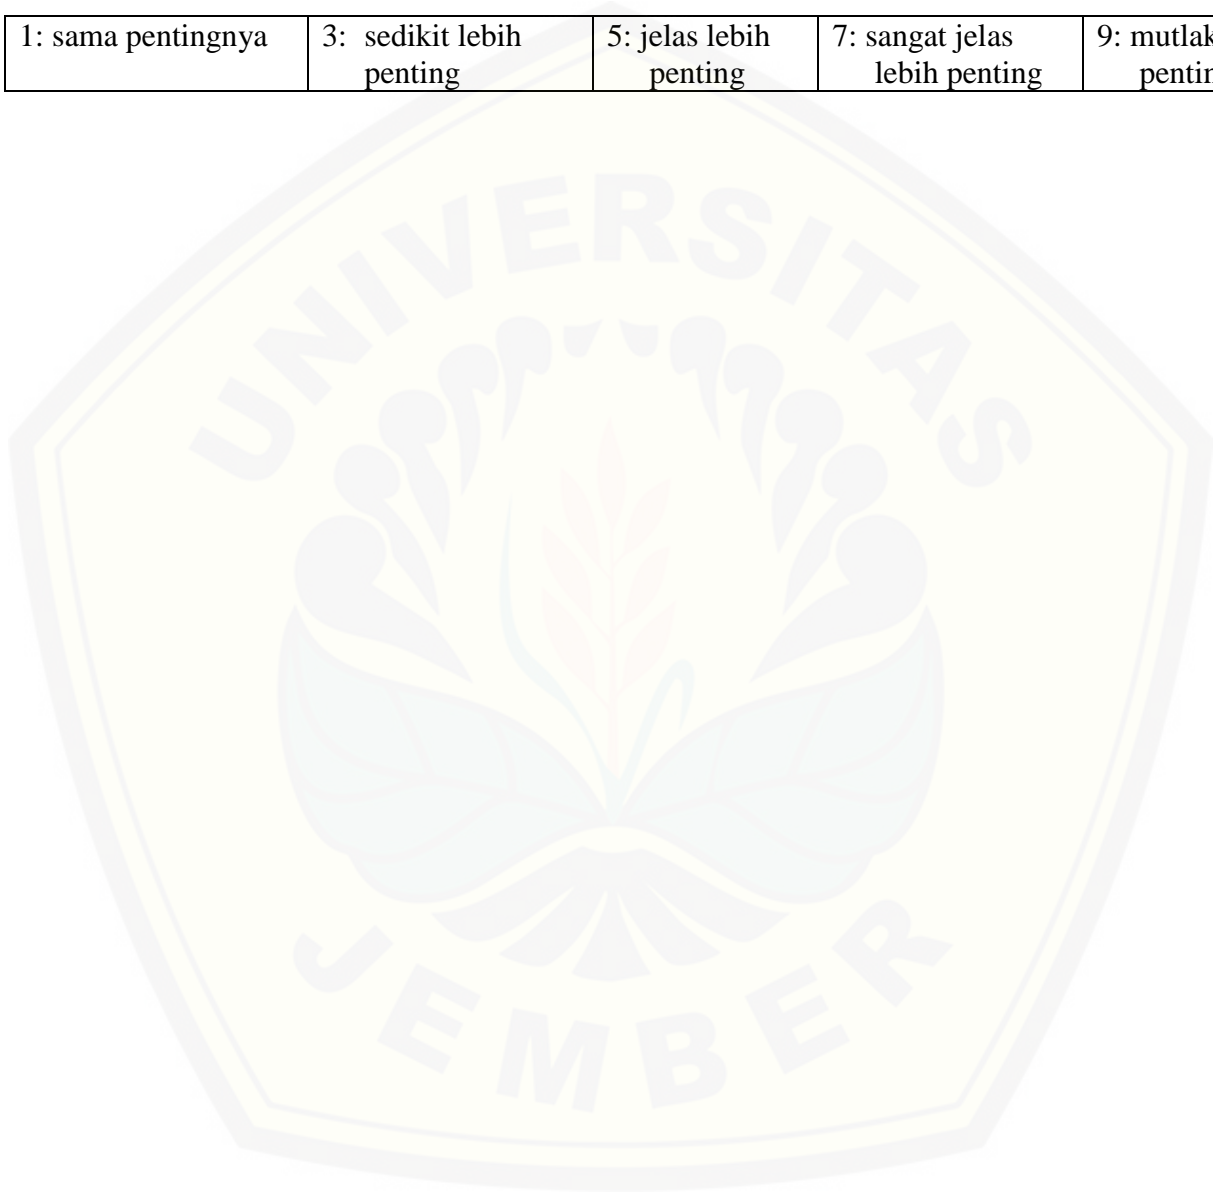 1: sama pentingnya 3: sedikit lebih 5: jelas lebih 7: sangat jelas 9:
penting penting lebih penting
UNIVERSITAS
JEMBER